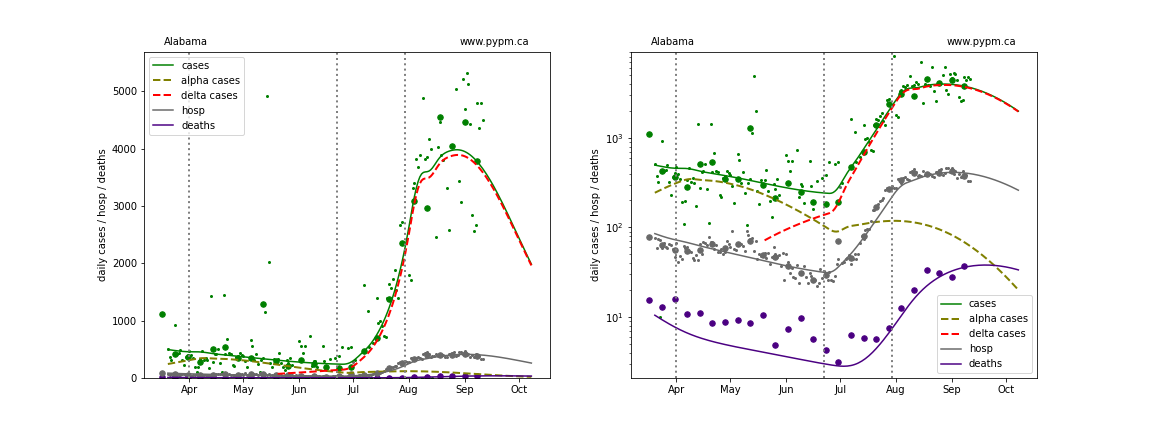 Alabama
www.pypm.ca
cases
alpha cases
delta cases
hosp
deaths
daily cases / hosp / deaths
5000
4000
3000
2000
1000
0
Apr
May
Jun
Jul
Aug
Sep
Oct
Alabama
www.pypm.ca
daily cases / hosp / deaths
10³
10²
10¹
cases
alpha cases
delta cases
hosp
deaths
Apr
May
Jun
Jul
Aug
Sep
Oct